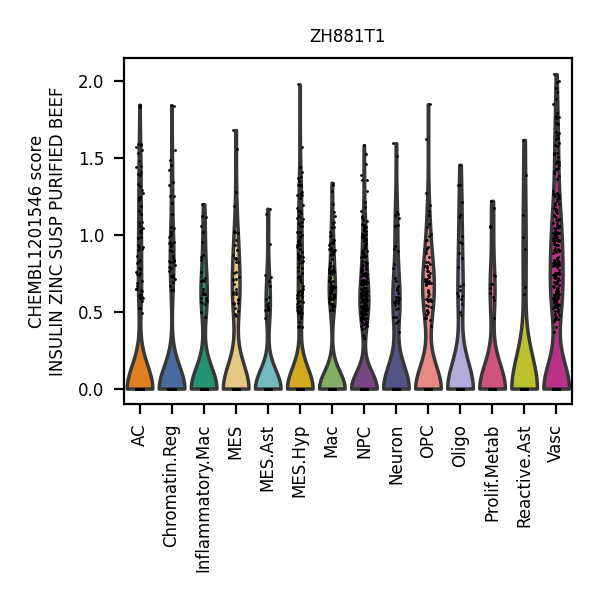 ZH881T1
CHEMBL1201546 score
INSULIN ZINC SUSP PURIFIED BEEF
2.0
1.5
1.0
0.5
0.0
AC
Chromatin.Reg
Inflammatory.Mac
MES
MES.Ast
MES.Hyp
Mac
NPC
Neuron
OPC
Oligo
Prolif.Metab
Reactive.Ast
Vasc